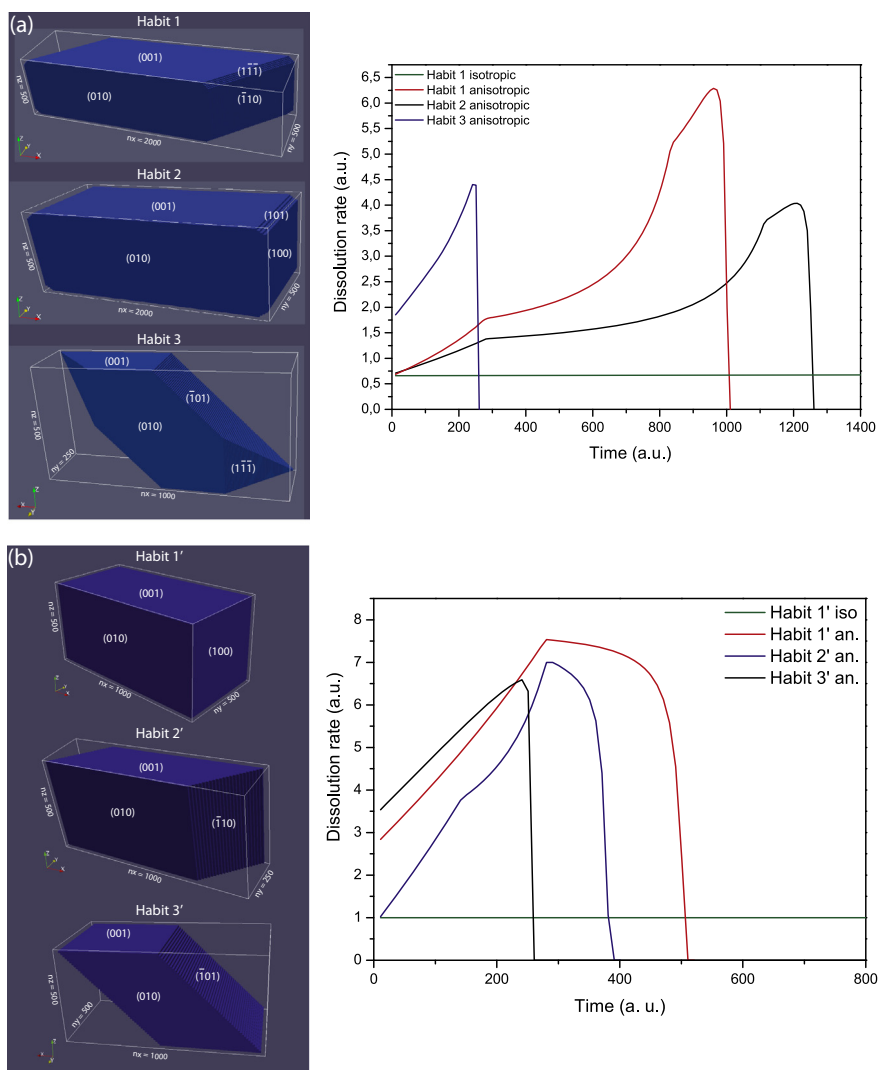 (a)
Habit 1
(001)
(11̅1̅)
(010)
(1̅10)
nz = 500
nx = 2000
ny = 500
Z
Y
X
Habit 2
(001)
(101)
(010)
(100)
nz = 500
nx = 2000
ny = 500
Z
Y
X
Habit 3
(001)
(1̅01)
(010)
(11̅1̅)
nz = 500
ny = 250
nx = 1000
X
Z
Y
Habit 1 isotropic
Habit 1 anisotropic
Habit 2 anisotropic
Habit 3 anisotropic
Dissolution rate (a.u.)
6,5
6,0
5,5
5,0
4,5
4,0
3,5
3,0
2,5
2,0
1,5
1,0
0,5
0,0
0 200 400 600 800 1000 1200 1400
Time (a.u.)
(b)
Habit 1'
(001)
(010)
(100)
nz = 500
nx = 1000
ny = 500
Habit 2'
(001)
(010)
(1̅10)
nz = 500
nx = 1000
ny = 250
Habit 3'
(001)
(1̅01)
(010)
nz = 500
ny = 500
nx = 1000
Habit 1' iso
Habit 1' an.
Habit 2' an.
Habit 3' an.
Dissolution rate (a.u.)
8
7
6
5
4
3
2
1
0
0 200 400 600 800
Time (a. u.)